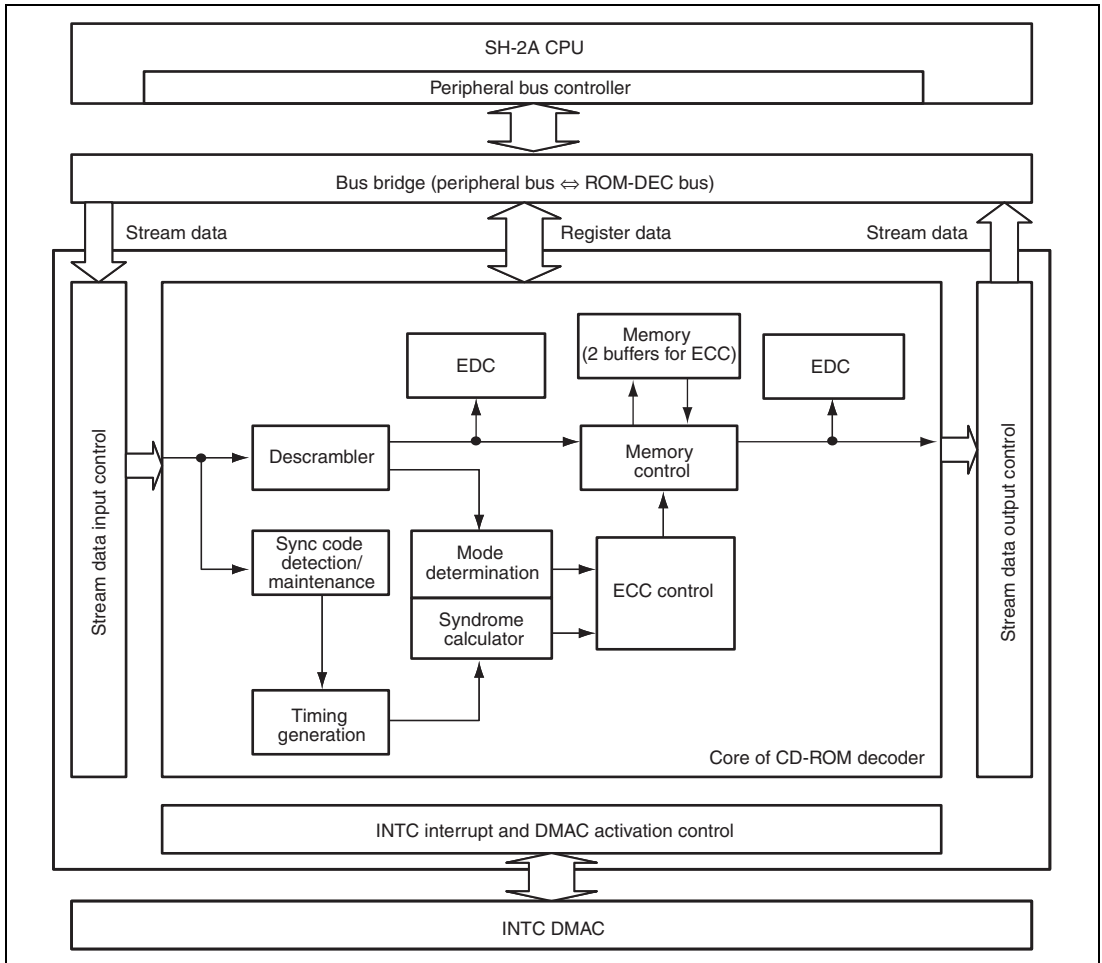 SH-2A CPU
Peripheral bus controller
Bus bridge (peripheral bus ⇔ ROM-DEC bus)
Stream data
Register data
Stream data
Stream data input control
EDC
Memory
(2 buffers for ECC)
EDC
Descrambler
Memory
control
Sync code
detection/
maintenance
Mode
determination
ECC control
Syndrome
calculator
Timing
generation
Core of CD-ROM decoder
Stream data output control
INTC interrupt and DMAC activation control
INTC DMAC